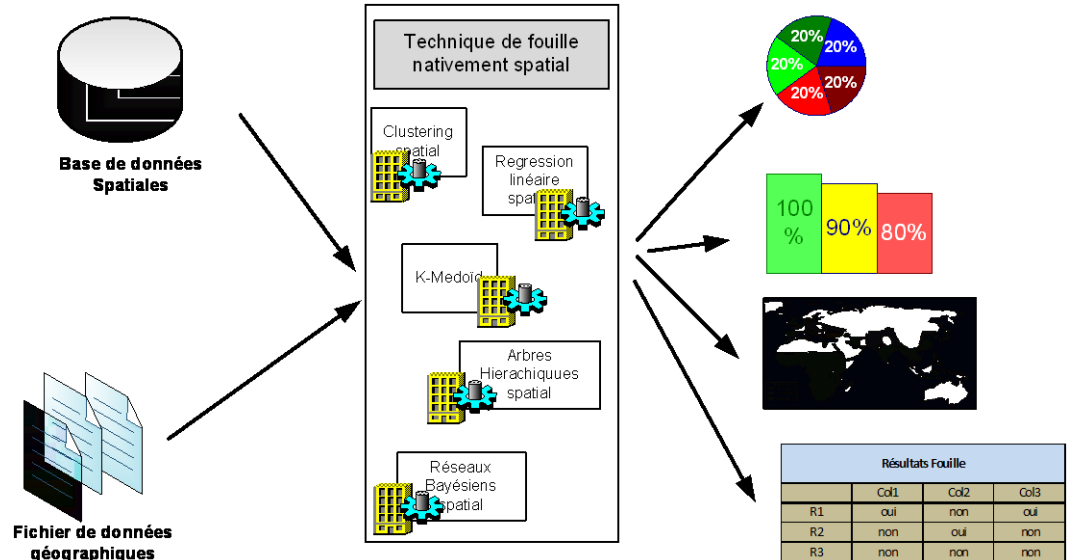 Base de données
Spatiales
Fichier de données
géographiques
Technique de fouille
nativement spatial
Clustering
spatial
Regression
linéaire
K-Medoïd
Arbres
Hierachiquues
spatial
Réseaux
Bayésiens
spatial
20%
20%
20%
20%
20%
100
%
90%
80%
Résultats Fouille
Col1 Col2 Col3
R1 oui non oui
R2 non oui non
R3 non non non